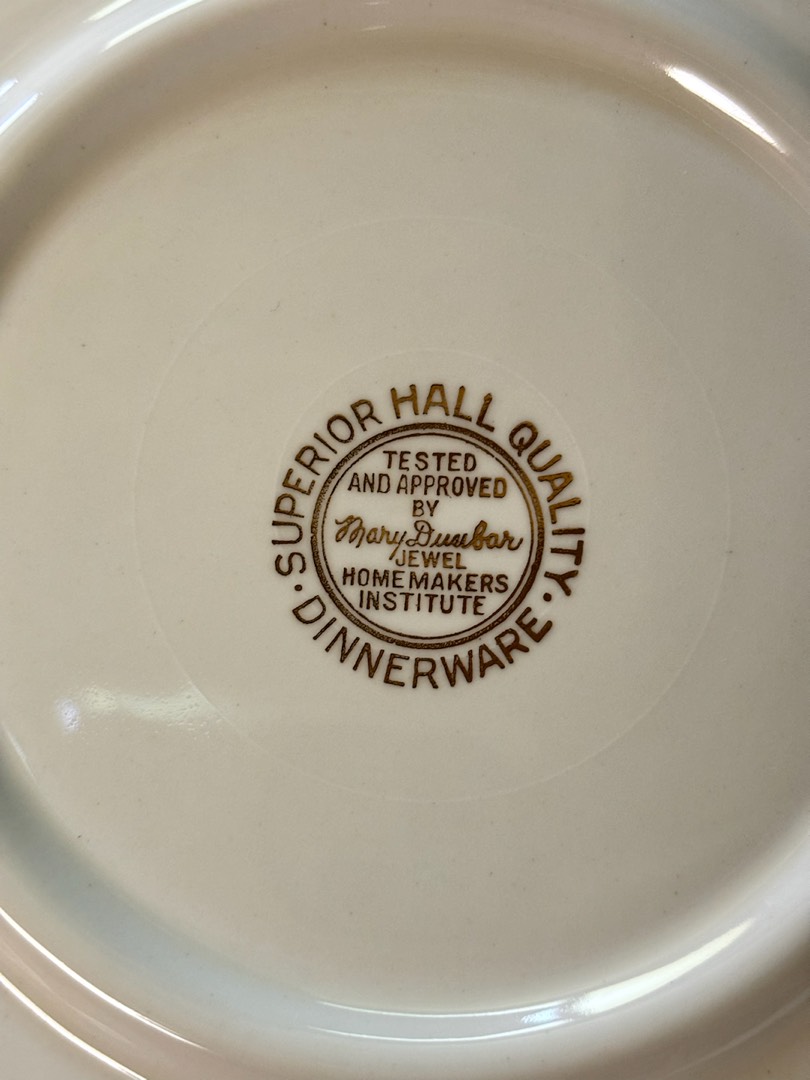 SUPERIOR HALL QUALITY
· DINNERWARE ·
TESTED
AND APPROVED
BY
Mary Dunbar
JEWEL
HOMEMAKERS
INSTITUTE